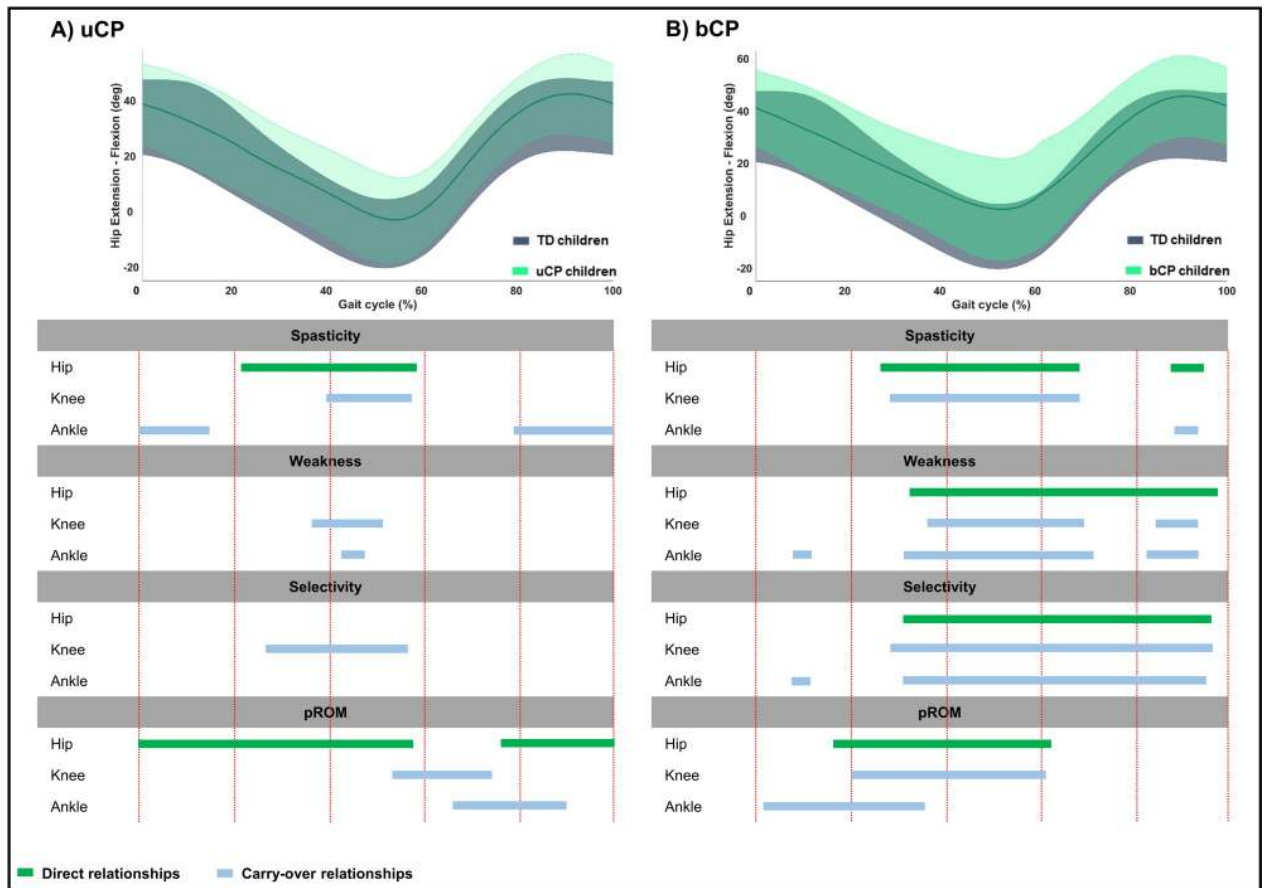 A) uCP
Hip Extension - Flexion (deg)
40
20
0
-20
TD children
uCP children
0 20 40 60 80 100
Gait cycle (%)
Spasticity
Hip
Knee
Ankle
Weakness
Hip
Knee
Ankle
Selectivity
Hip
Knee
Ankle
pROM
Hip
Knee
Ankle
B) bCP
Hip Extension - Flexion (deg)
60
40
20
0
-20
TD children
bCP children
0 20 40 60 80 100
Gait cycle (%)
Spasticity
Hip
Knee
Ankle
Weakness
Hip
Knee
Ankle
Selectivity
Hip
Knee
Ankle
pROM
Hip
Knee
Ankle
Direct relationships Carry-over relationships